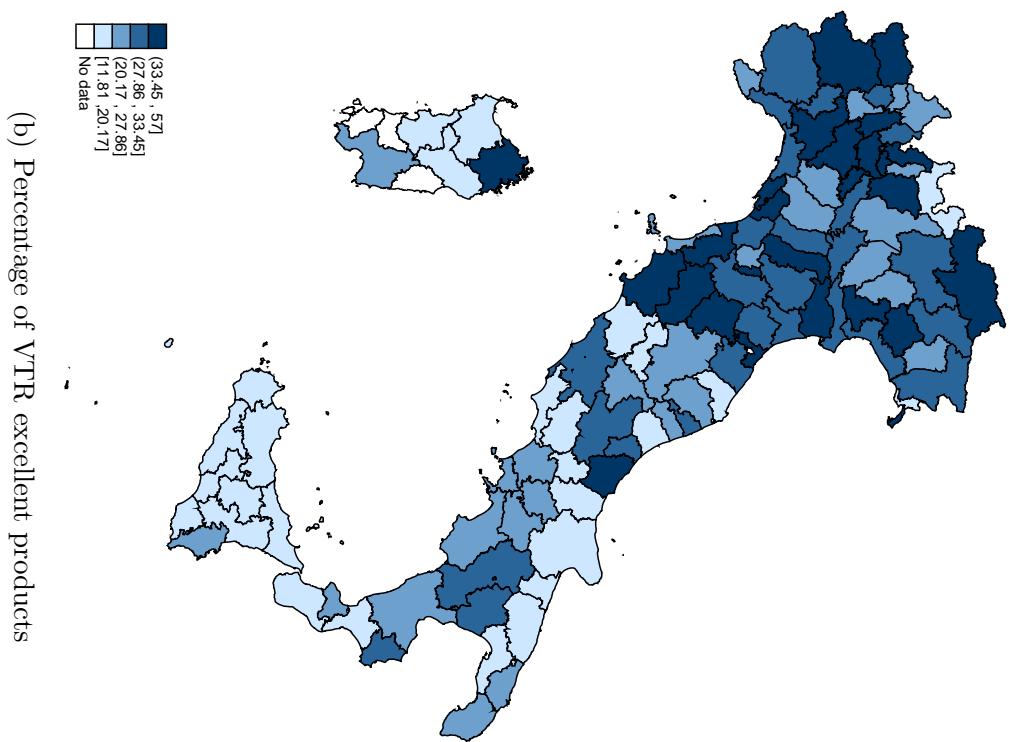 (33.45 , 57]
(27.86 , 33.45]
(20.17 , 27.86]
[11.81 ,20.17]
No data
(b) Percentage of VTR excellent products